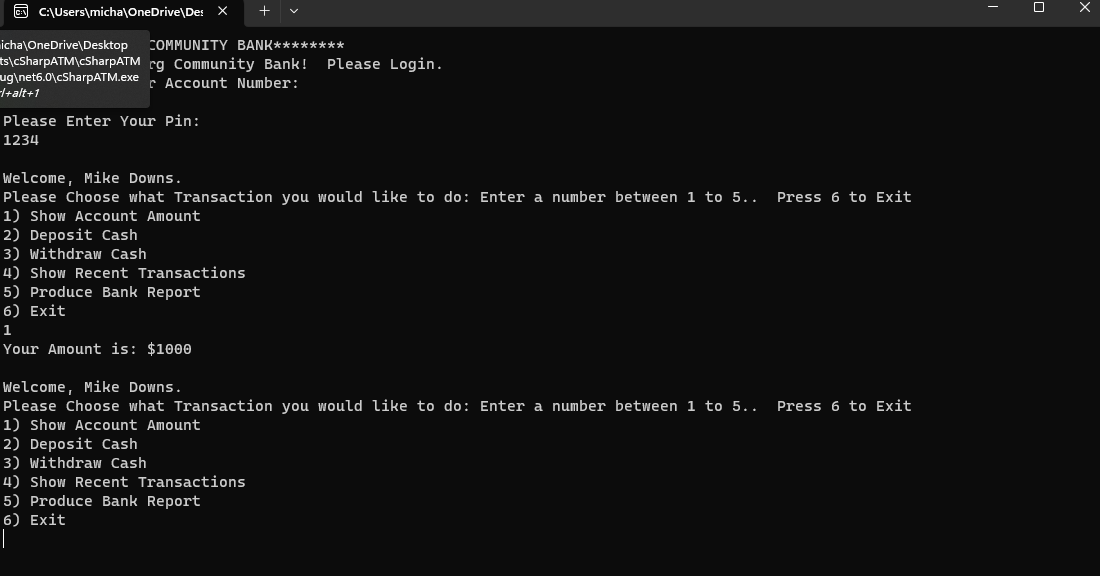 C:\Users\micha\OneDrive\Des
icha\OneDrive\Desktop
ts\cSharpATM\cSharpATM
ug\net6.0\cSharpATM.exe
rl+alt+1
COMMUNITY BANK********
rg Community Bank!  Please Login.
r Account Number:
Please Enter Your Pin:
1234
Welcome, Mike Downs.
Please Choose what Transaction you would like to do: Enter a number between 1 to 5..  Press 6 to Exit
1) Show Account Amount
2) Deposit Cash
3) Withdraw Cash
4) Show Recent Transactions
5) Produce Bank Report
6) Exit
1
Your Amount is: $1000
Welcome, Mike Downs.
Please Choose what Transaction you would like to do: Enter a number between 1 to 5..  Press 6 to Exit
1) Show Account Amount
2) Deposit Cash
3) Withdraw Cash
4) Show Recent Transactions
5) Produce Bank Report
6) Exit